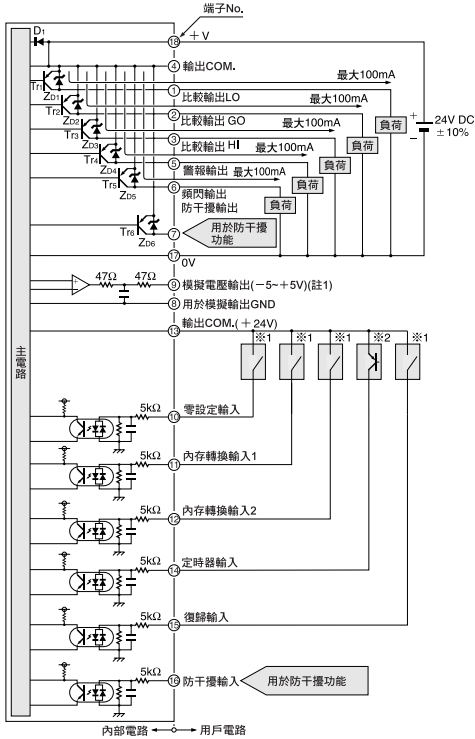 端子No.
D1
⑱ ＋V
④ 輸出COM.
最大100mA
Tr1
ZD1
① 比較輸出LO
最大100mA
Tr2
ZD2
② 比較輸出 GO
最大100mA
Tr3
ZD3
③ 比較輸出 HI
最大100mA
Tr4
ZD4
⑤ 警報輸出
最大100mA
Tr5
ZD5
⑥ 頻閃輸出
防干擾輸出
Tr6
ZD6
⑦
用於防干擾
功能
負荷
負荷
負荷
負荷
負荷
＋
－
24V DC
±10%
⑰
0V
47Ω
47Ω
⑨ 模擬電壓輸出(－5~＋5V)(註1)
⑧ 用於模擬輸出GND
⑬ 輸出COM.(＋24V)
※1
※1
※1
※2
※1
主電路
5kΩ
⑩ 零設定輸入
5kΩ
⑪ 內存轉換輸入1
5kΩ
⑫ 內存轉換輸入2
5kΩ
⑭ 定時器輸入
5kΩ
⑮ 復歸輸入
5kΩ
⑯ 防干擾輸入
用於防干擾功能
內部電路
用戶電路